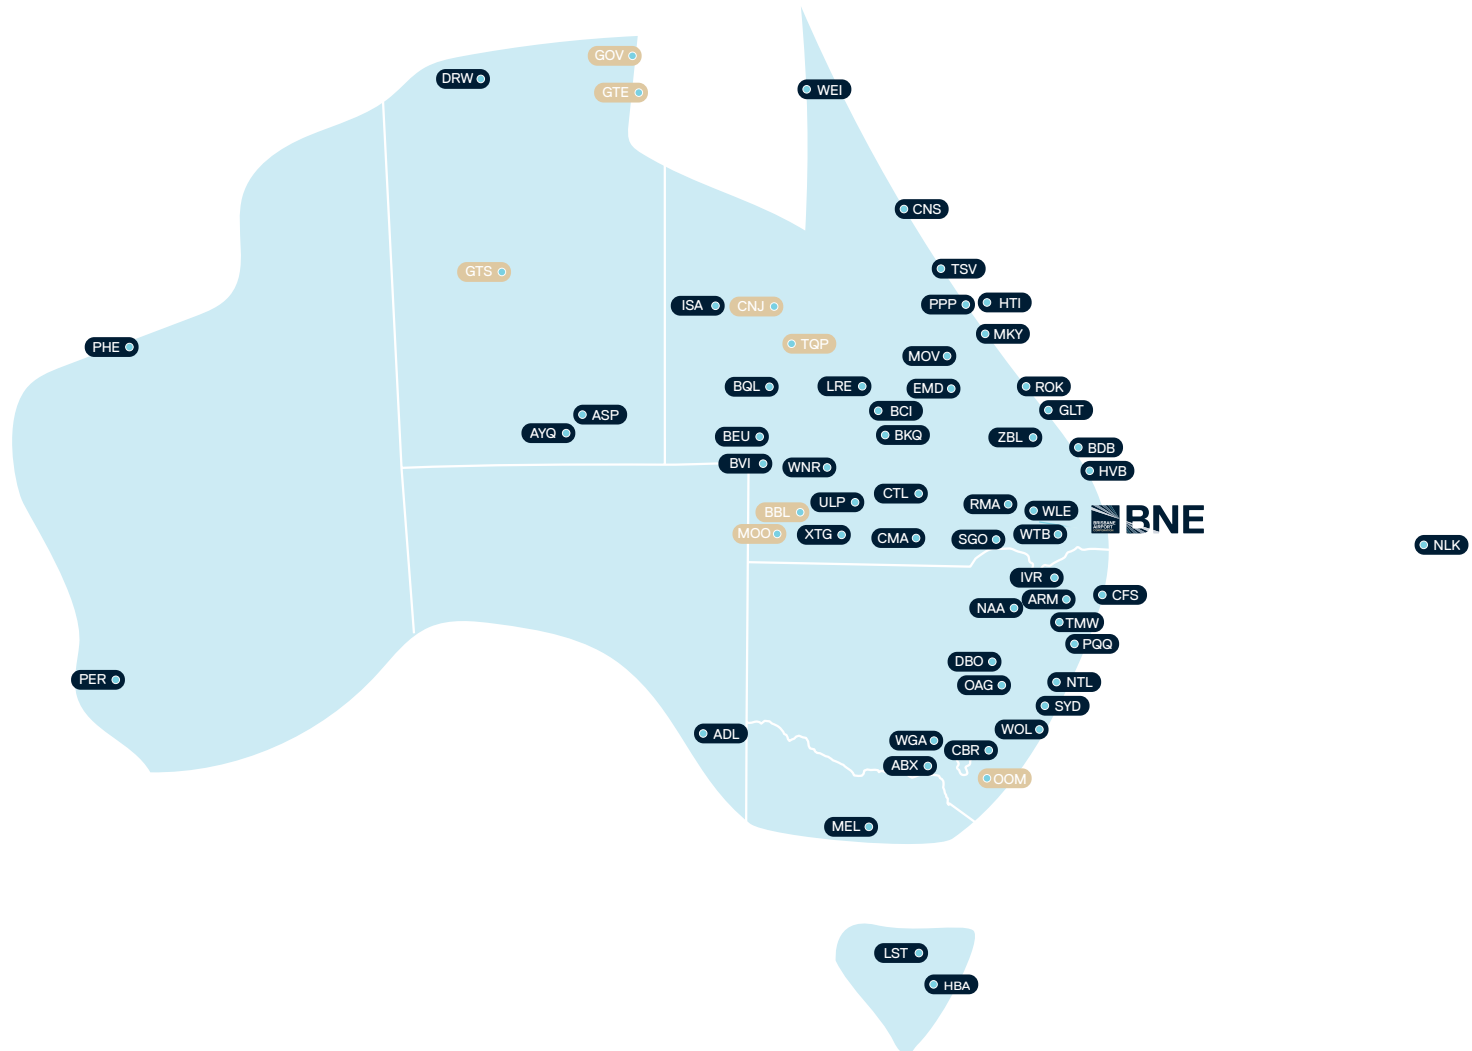 GOV
DRW
GTE
WEI
CNS
TSV
GTS
ISA
CNJ
PPP
HTI
TQP
MKY
PHE
MOV
BQL
LRE
EMD
ROK
ASP
BCI
GLT
AYQ
BEU
BKQ
ZBL
BDB
BVI
WNR
HVB
CTL
ULP
RMA
WLE
BBL
BRISBANE
AIRPORT
BNE
MOO
XTG
CMA
SGO
WTB
NLK
IVR
ARM
CFS
NAA
TMW
PQQ
DBO
PER
OAG
NTL
SYD
ADL
WOL
WGA
CBR
ABX
OOM
MEL
LST
HBA